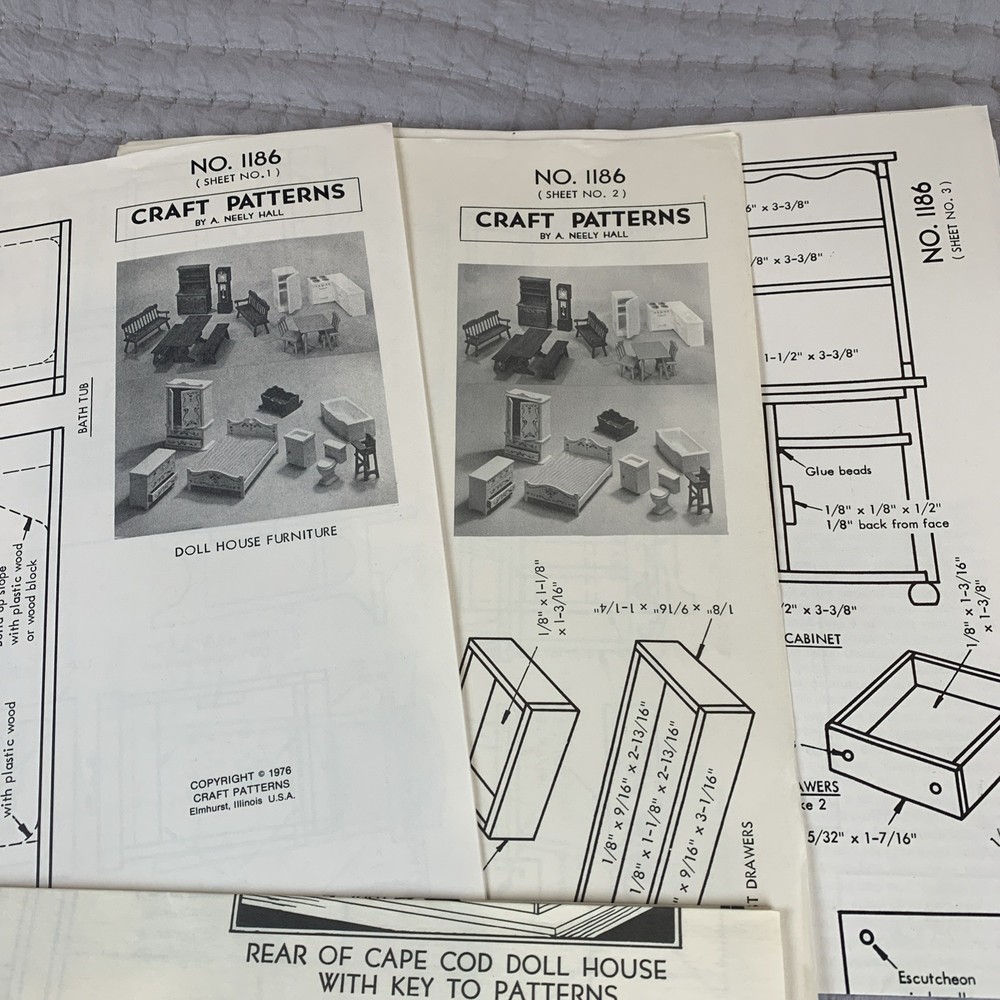 NO. 1186
( SHEET NO. 1 )
CRAFT PATTERNS
BY A. NEELY HALL
DOLL HOUSE FURNITURE
COPYRIGHT © 1976
CRAFT PATTERNS
Elmhurst, Illinois U.S.A.
BATH TUB
with plastic wood
or wood block
with plastic wood
NO. 1186
( SHEET NO. 2 )
CRAFT PATTERNS
BY A. NEELY HALL
1/8" x 1-1/8"
x 1-3/16"
1/8" x 9/16" x 1-1/4"
1/8" x 9/16" x 2-13/16"
1/8" x 1-1/8" x 2-13/16"
x 9/16" x 3-1/16"
DRAWERS
NO. 1186
( SHEET NO. 3 )
6" x 3-3/8"
/8" x 3-3/8"
1-1/2" x 3-3/8"
Glue beads
1/8" x 1/8" x 1/2"
1/8" back from face
/2" x 3-3/8"
CABINET
1/8" x 1-3/16"
x 1-3/8"
AWERS
ke 2
5/32" x 1-7/16"
Escutcheon
REAR OF CAPE COD DOLL HOUSE
WITH KEY TO PATTERNS